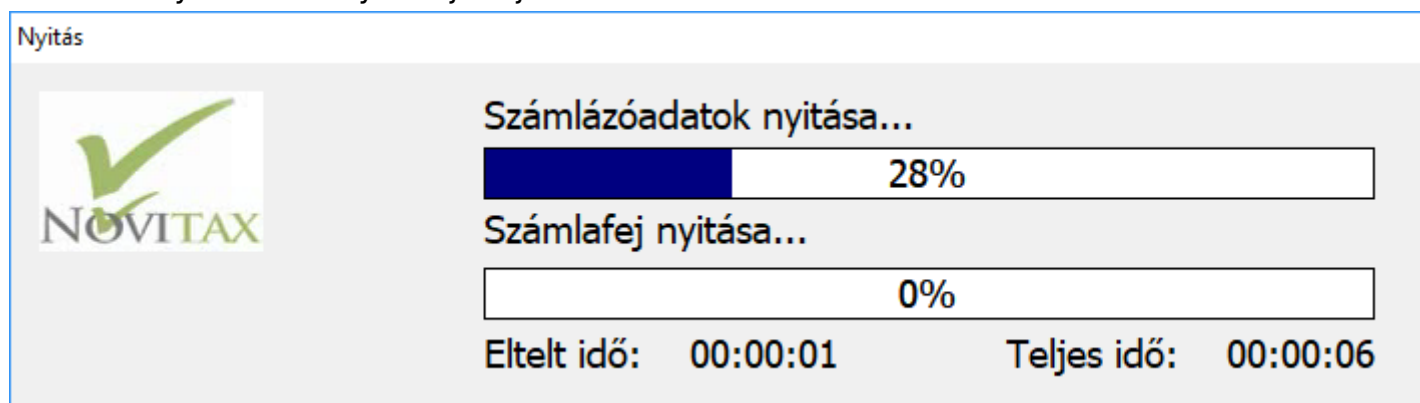 Nyitás
Számlázóadatok nyitása...
28%
NOVITAX
Számlafej nyitása...
0%
Eltelt idő: 00:00:01 Teljes idő: 00:00:06